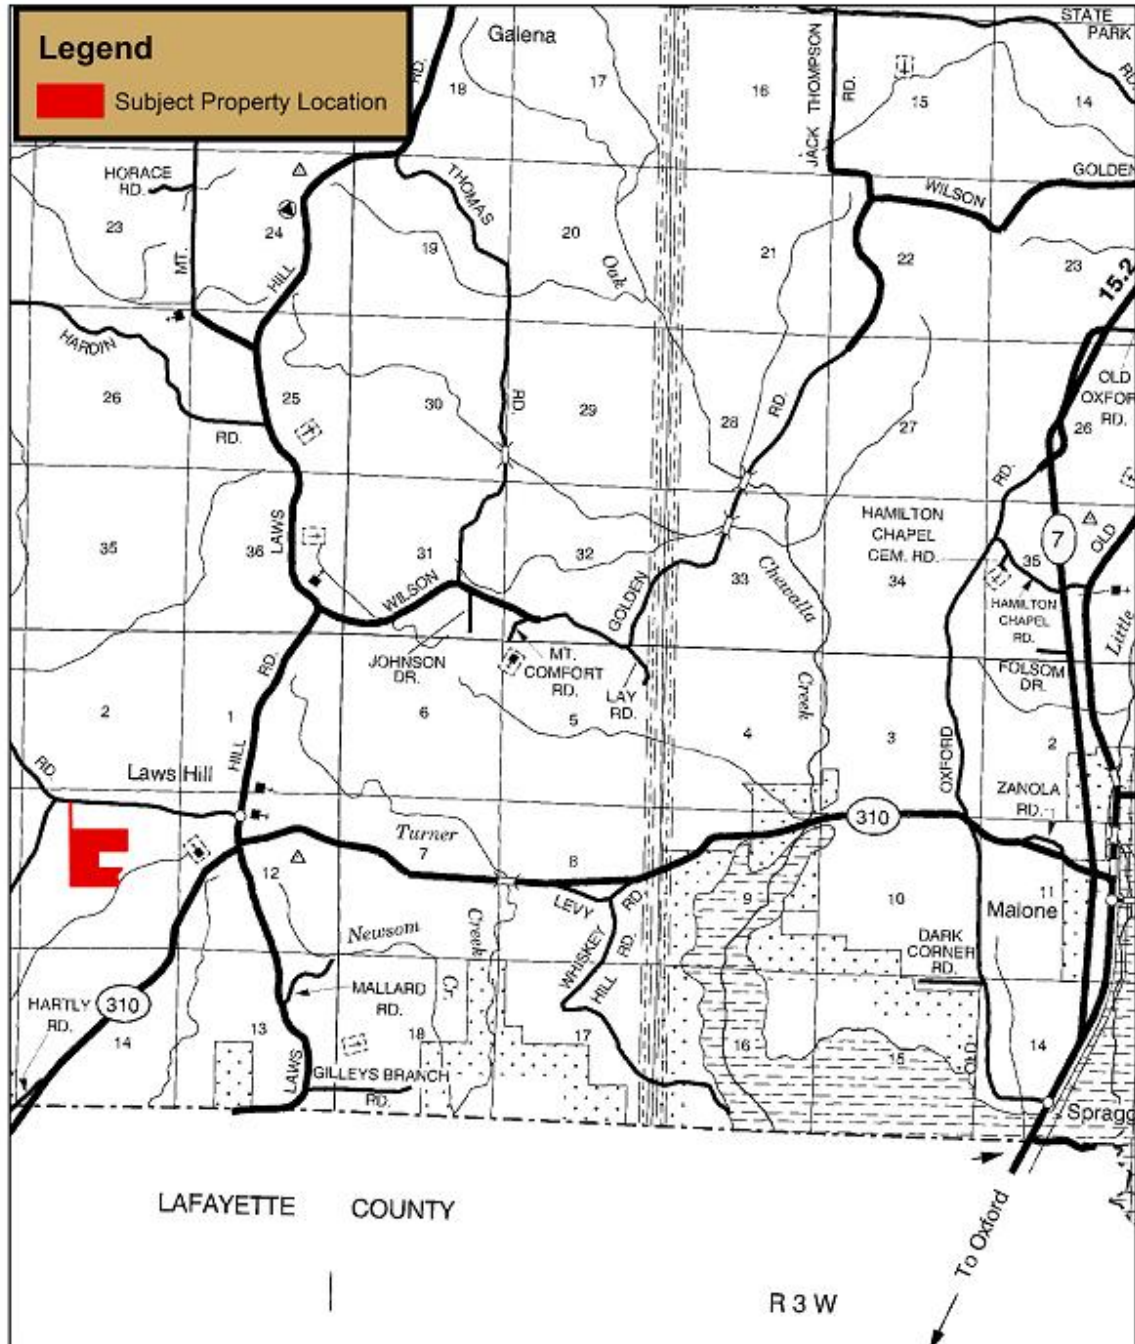 Legend
Subject Property Location
Galena
RD.
STATE
PARK
RD.
JACK THOMPSON
RD.
18
17
16
15
14
HORACE
RD.
THOMAS
WILSON
GOLDEN
23
24
MT.
HILL
19
20
Oak
21
22
23
15.2
HARDIN
RD.
26
25
30
RD.
29
28
RD.
27
26
OLD
OXFORD
RD.
RD.
35
36
LAWS
31
WILSON
32
33
GOLDEN
HAMILTON
CHAPEL
CEM. RD.
34
35
7
OLD
Chewalla
Creek
HAMILTON
CHAPEL
RD.
Little
JOHNSON
DR.
MT.
COMFORT
RD.
LAY
RD.
FOLSOM
DR.
RD.
2
1
6
5
4
3
2
HILL
RD.
Laws Hill
OXFORD
ZANOLA
RD.
310
Turner
7
8
12
LEVY
RD.
9
10
11
Malone
Newsom
Cr.
Creek
WHISKEY
HILL
RD.
DARK
CORNER
RD.
HARTLY
RD.
310
MALLARD
RD.
14
13
18
17
16
15
14
LAWS
GILLEYS BRANCH
RD.
OLD
Spragg
LAFAYETTE COUNTY
To Oxford
R 3 W